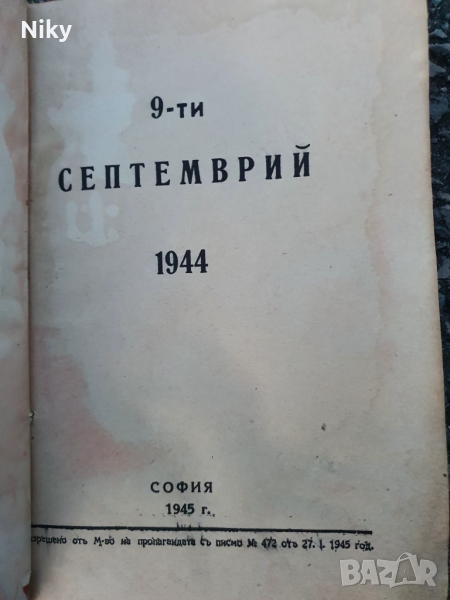 Niky
9-ти
СЕПТЕМВРИЙ
1944
СОФИЯ
1945 г.
отъ М-во на пропагандата съ писмо № 472 отъ 27. I. 1945 год.
BAZAR